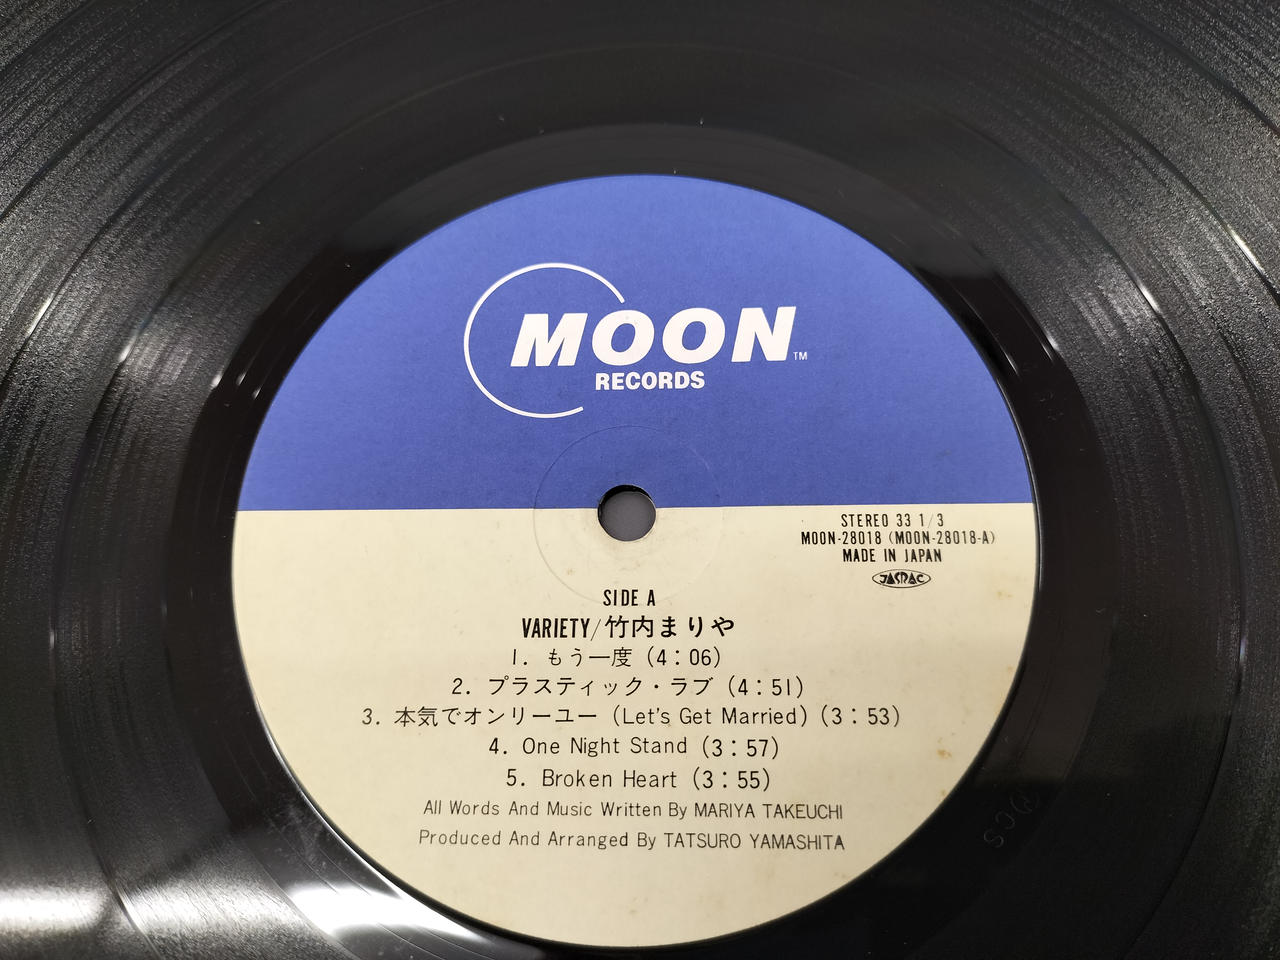 MOON TM
RECORDS
STEREO 33 1/3
MOON-28018 (MOON-28018-A)
MADE IN JAPAN
JASRAC
SIDE A
VARIETY/竹内まりや
1. もう一度 (4:06)
2. プラスティック・ラブ (4:51)
3. 本気でオンリーユー (Let's Get Married) (3:53)
4. One Night Stand (3:57)
5. Broken Heart (3:55)
All Words And Music Written By MARIYA TAKEUCHI
Produced And Arranged By TATSURO YAMASHITA